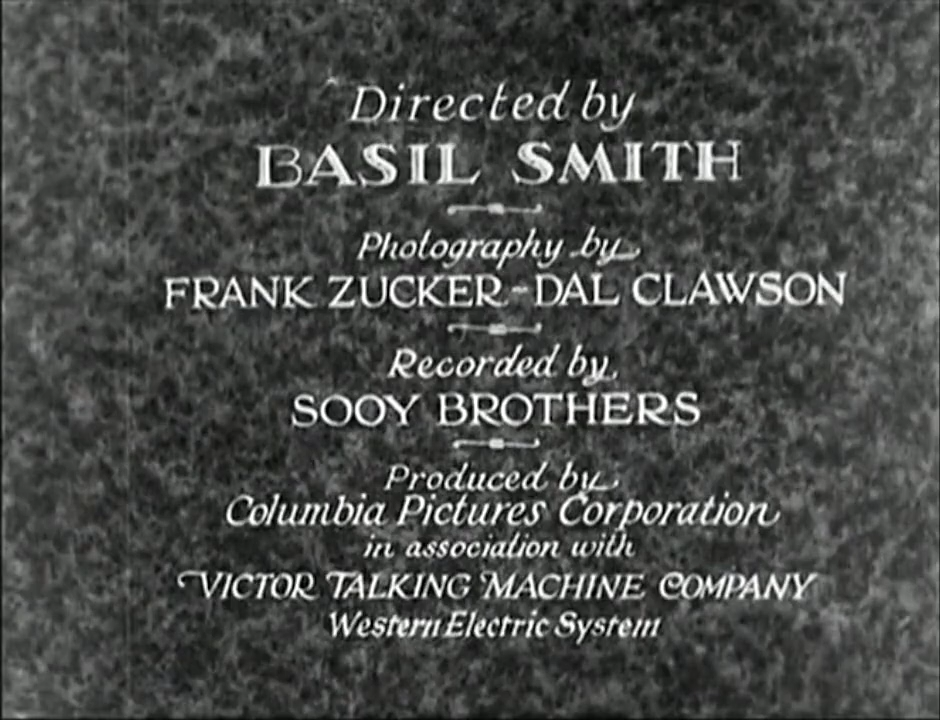 Directed by
BASIL SMITH
Photography by
FRANK ZUCKER - DAL CLAWSON
Recorded by
SOOY BROTHERS
Produced by
Columbia Pictures Corporation
in association with
VICTOR TALKING MACHINE COMPANY
Western Electric System